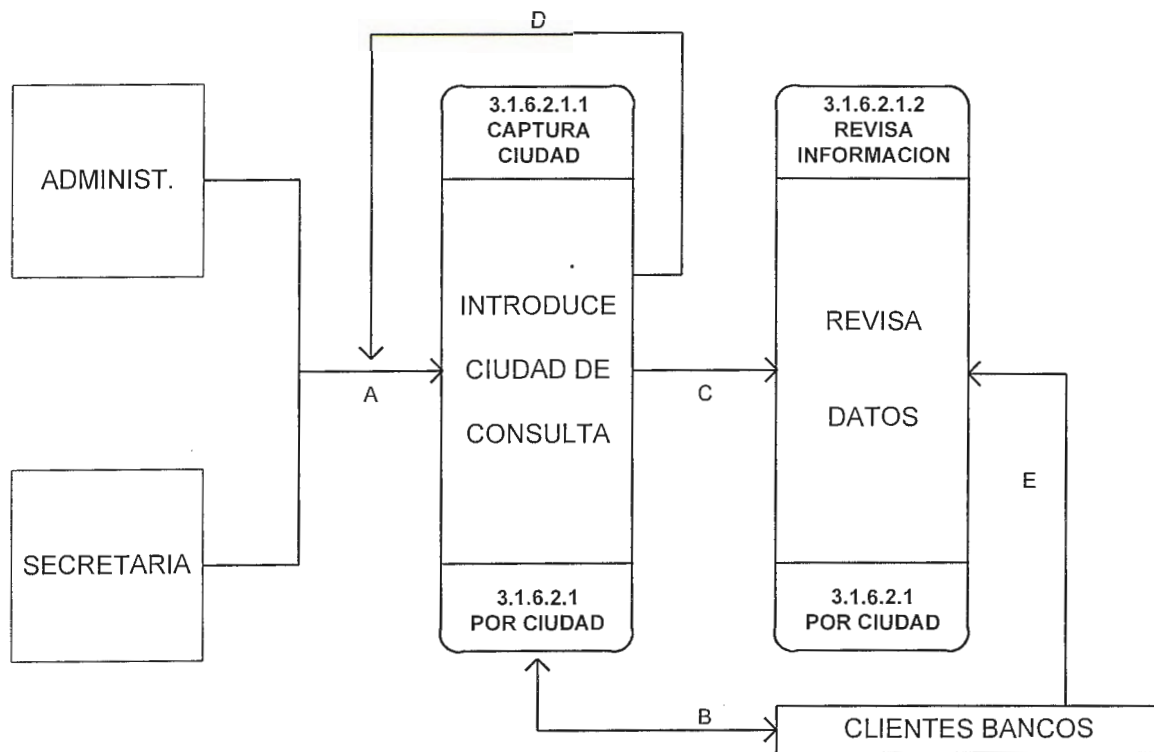 D
ADMINIST.
SECRETARIA
A
3.1.6.2.1.1
CAPTURA
CIUDAD
INTRODUCE
CIUDAD DE
CONSULTA
3.1.6.2.1
POR CIUDAD
C
3.1.6.2.1.2
REVISA
INFORMACION
REVISA
DATOS
3.1.6.2.1
POR CIUDAD
E
B
CLIENTES BANCOS